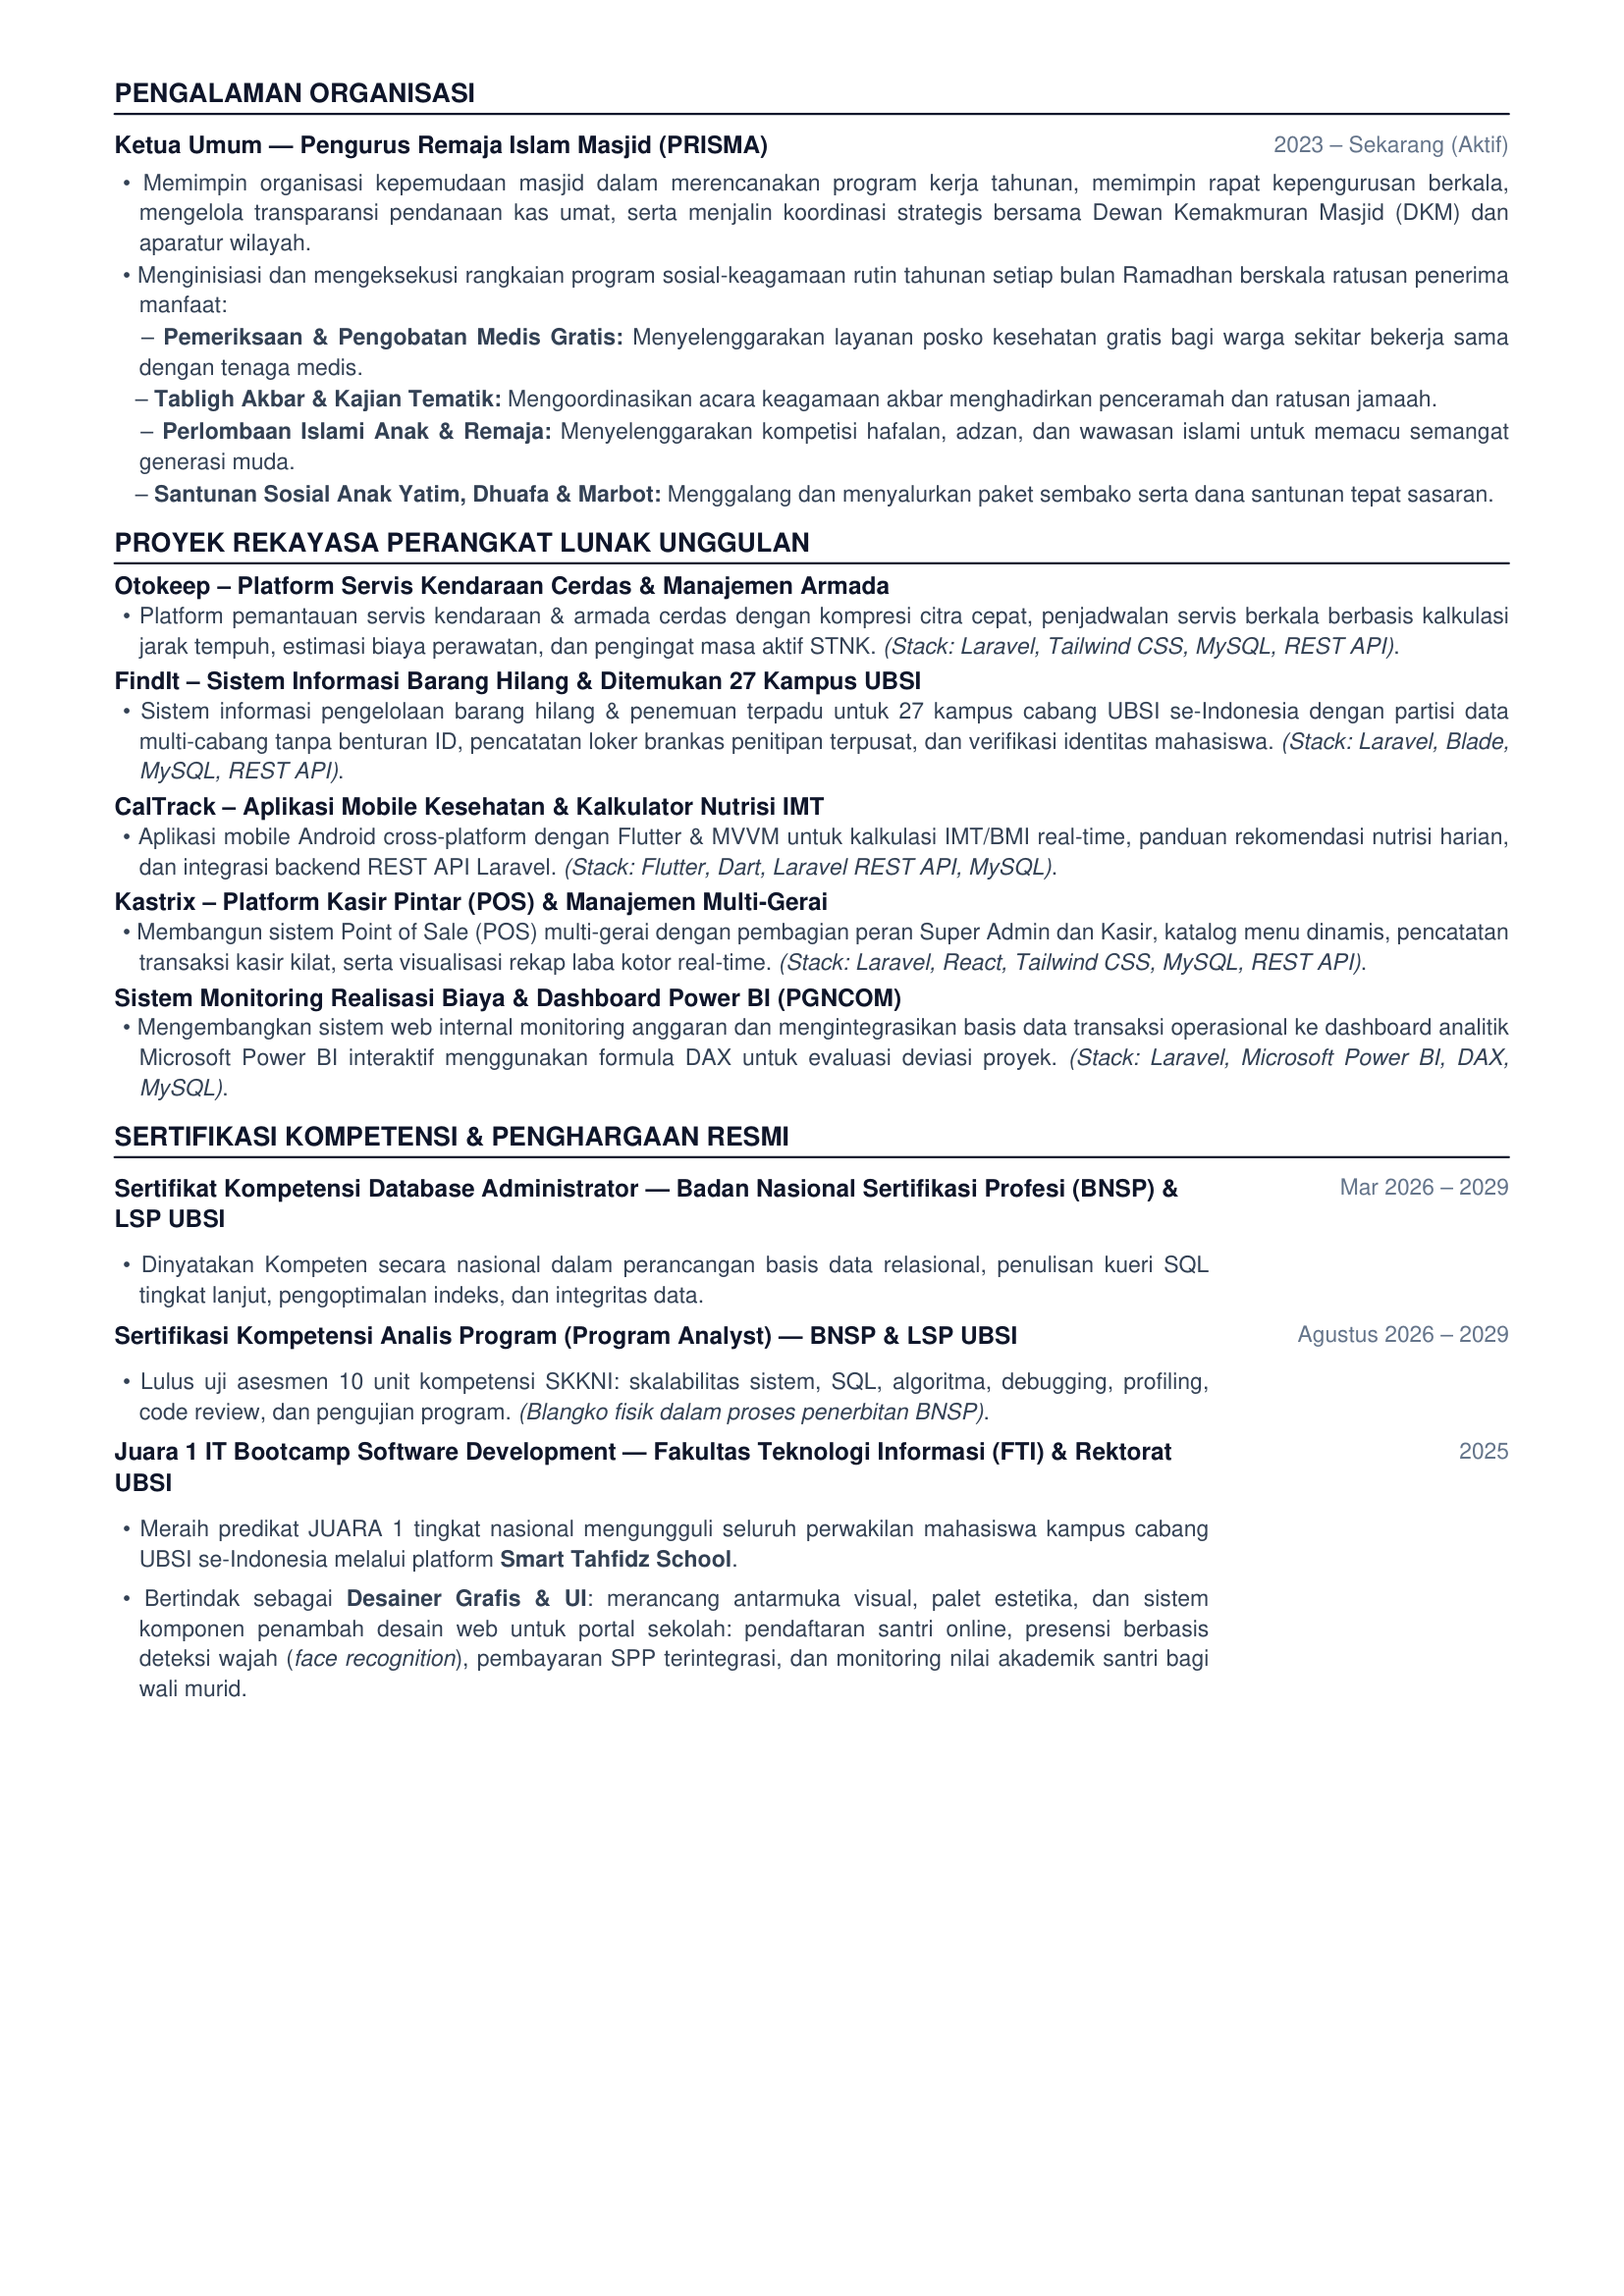 PENGALAMAN ORGANISASI
Ketua Umum — Pengurus Remaja Islam Masjid (PRISMA) 2023 – Sekarang (Aktif)
• Memimpin organisasi kepemudaan masjid dalam merencanakan program kerja tahunan, memimpin rapat kepengurusan berkala,
mengelola transparansi pendanaan kas umat, serta menjalin koordinasi strategis bersama Dewan Kemakmuran Masjid (DKM) dan
aparatur wilayah.
• Menginisiasi dan mengeksekusi rangkaian program sosial-keagamaan rutin tahunan setiap bulan Ramadhan berskala ratusan penerima
manfaat:
– Pemeriksaan & Pengobatan Medis Gratis: Menyelenggarakan layanan posko kesehatan gratis bagi warga sekitar bekerja sama
dengan tenaga medis.
– Tabligh Akbar & Kajian Tematik: Mengoordinasikan acara keagamaan akbar menghadirkan penceramah dan ratusan jamaah.
– Perlombaan Islami Anak & Remaja: Menyelenggarakan kompetisi hafalan, adzan, dan wawasan islami untuk memacu semangat
generasi muda.
– Santunan Sosial Anak Yatim, Dhuafa & Marbot: Menggalang dan menyalurkan paket sembako serta dana santunan tepat sasaran.
PROYEK REKAYASA PERANGKAT LUNAK UNGGULAN
Otokeep – Platform Servis Kendaraan Cerdas & Manajemen Armada
• Platform pemantauan servis kendaraan & armada cerdas dengan kompresi citra cepat, penjadwalan servis berkala berbasis kalkulasi
jarak tempuh, estimasi biaya perawatan, dan pengingat masa aktif STNK. (Stack: Laravel, Tailwind CSS, MySQL, REST API).
FindIt – Sistem Informasi Barang Hilang & Ditemukan 27 Kampus UBSI
• Sistem informasi pengelolaan barang hilang & penemuan terpadu untuk 27 kampus cabang UBSI se-Indonesia dengan partisi data
multi-cabang tanpa benturan ID, pencatatan loker brankas penitipan terpusat, dan verifikasi identitas mahasiswa. (Stack: Laravel, Blade,
MySQL, REST API).
CalTrack – Aplikasi Mobile Kesehatan & Kalkulator Nutrisi IMT
• Aplikasi mobile Android cross-platform dengan Flutter & MVVM untuk kalkulasi IMT/BMI real-time, panduan rekomendasi nutrisi harian,
dan integrasi backend REST API Laravel. (Stack: Flutter, Dart, Laravel REST API, MySQL).
Kastrix – Platform Kasir Pintar (POS) & Manajemen Multi-Gerai
• Membangun sistem Point of Sale (POS) multi-gerai dengan pembagian peran Super Admin dan Kasir, katalog menu dinamis, pencatatan
transaksi kasir kilat, serta visualisasi rekap laba kotor real-time. (Stack: Laravel, React, Tailwind CSS, MySQL, REST API).
Sistem Monitoring Realisasi Biaya & Dashboard Power BI (PGNCOM)
• Mengembangkan sistem web internal monitoring anggaran dan mengintegrasikan basis data transaksi operasional ke dashboard analitik
Microsoft Power BI interaktif menggunakan formula DAX untuk evaluasi deviasi proyek. (Stack: Laravel, Microsoft Power BI, DAX,
MySQL).
SERTIFIKASI KOMPETENSI & PENGHARGAAN RESMI
Sertifikat Kompetensi Database Administrator — Badan Nasional Sertifikasi Profesi (BNSP) & Mar 2026 – 2029
LSP UBSI
• Dinyatakan Kompeten secara nasional dalam perancangan basis data relasional, penulisan kueri SQL
tingkat lanjut, pengoptimalan indeks, dan integritas data.
Sertifikasi Kompetensi Analis Program (Program Analyst) — BNSP & LSP UBSI Agustus 2026 – 2029
• Lulus uji asesmen 10 unit kompetensi SKKNI: skalabilitas sistem, SQL, algoritma, debugging, profiling,
code review, dan pengujian program. (Blangko fisik dalam proses penerbitan BNSP).
Juara 1 IT Bootcamp Software Development — Fakultas Teknologi Informasi (FTI) & Rektorat 2025
UBSI
• Meraih predikat JUARA 1 tingkat nasional mengungguli seluruh perwakilan mahasiswa kampus cabang
UBSI se-Indonesia melalui platform Smart Tahfidz School.
• Bertindak sebagai Desainer Grafis & UI: merancang antarmuka visual, palet estetika, dan sistem
komponen penambah desain web untuk portal sekolah: pendaftaran santri online, presensi berbasis
deteksi wajah (face recognition), pembayaran SPP terintegrasi, dan monitoring nilai akademik santri bagi
wali murid.